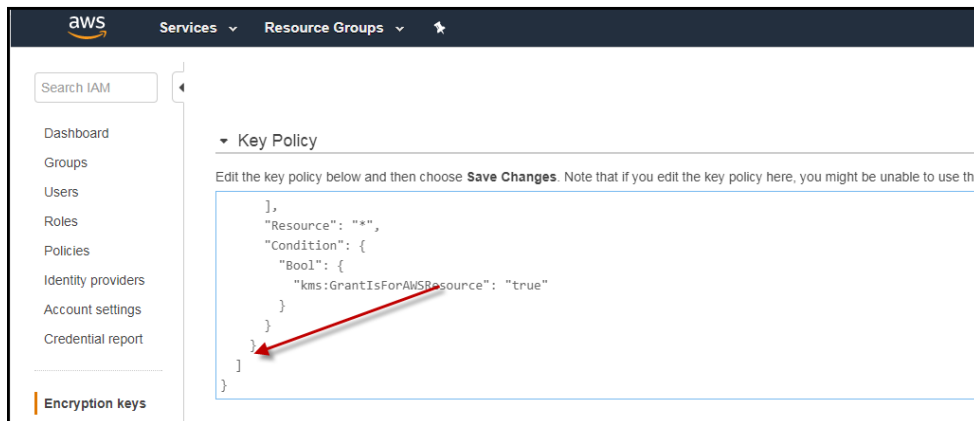 aws
Services
Resource Groups
Search IAM
Dashboard
Groups
Users
Roles
Policies
Identity providers
Account settings
Credential report
Encryption keys
Key Policy
Edit the key policy below and then choose Save Changes. Note that if you edit the key policy here, you might be unable to use th
],
"Resource": "*",
"Condition": {
"Bool": {
"kms:GrantIsForAWSResource": "true"
}
}
}
]
}